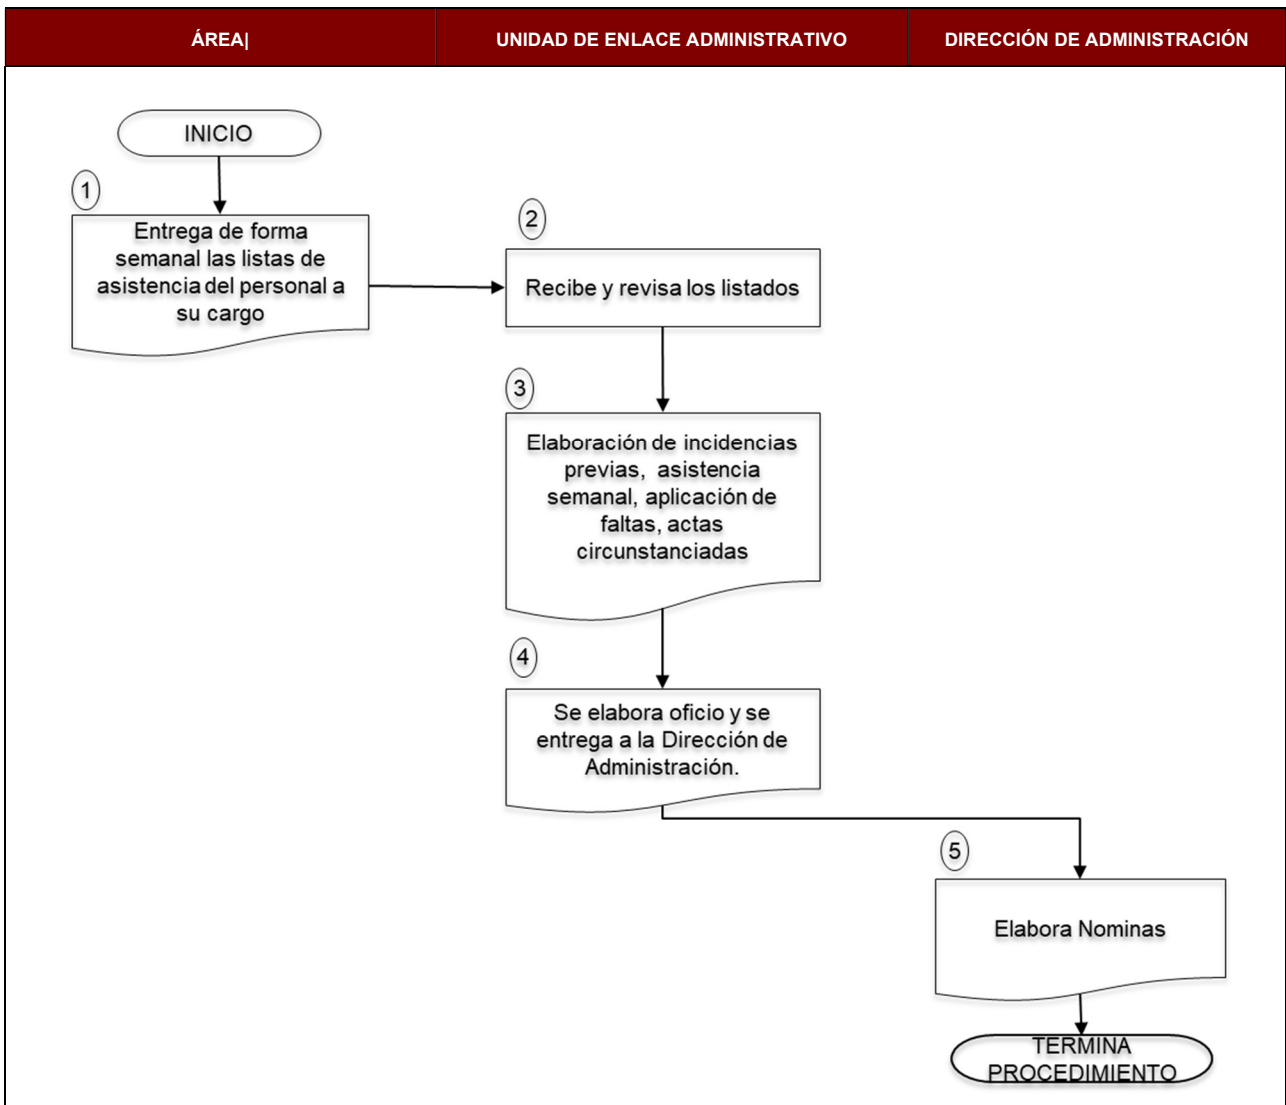 ÁREA|
UNIDAD DE ENLACE ADMINISTRATIVO
DIRECCIÓN DE ADMINISTRACIÓN
INICIO
1
Entrega de forma
semanal las listas de
asistencia del personal a
su cargo
2
Recibe y revisa los listados
3
Elaboración de incidencias
previas, asistencia
semanal, aplicación de
faltas, actas
circunstanciadas
4
Se elabora oficio y se
entrega a la Dirección de
Administración.
5
Elabora Nominas
TERMINA
PROCEDIMIENTO